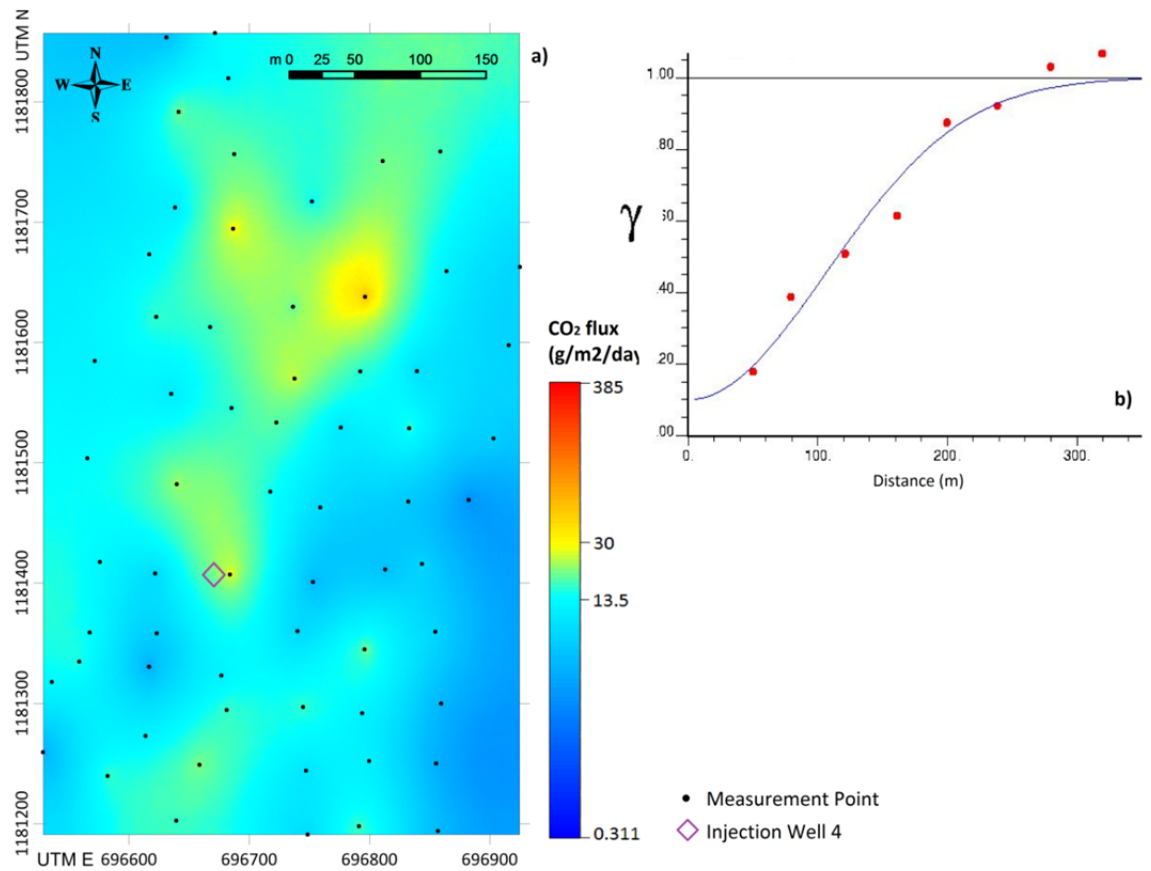 a)
m 0 25 50 100 150
N
W E
S
UTM N
1181800
1181700
1181600
1181500
1181400
1181300
1181200
UTM E 696600 696700 696800 696900
CO₂ flux
(g/m2/day
385
30
13.5
0.311
γ
1.00
.80
.40
.20
.00
0. 100. 200. 300.
Distance (m)
b)
Measurement Point
Injection Well 4